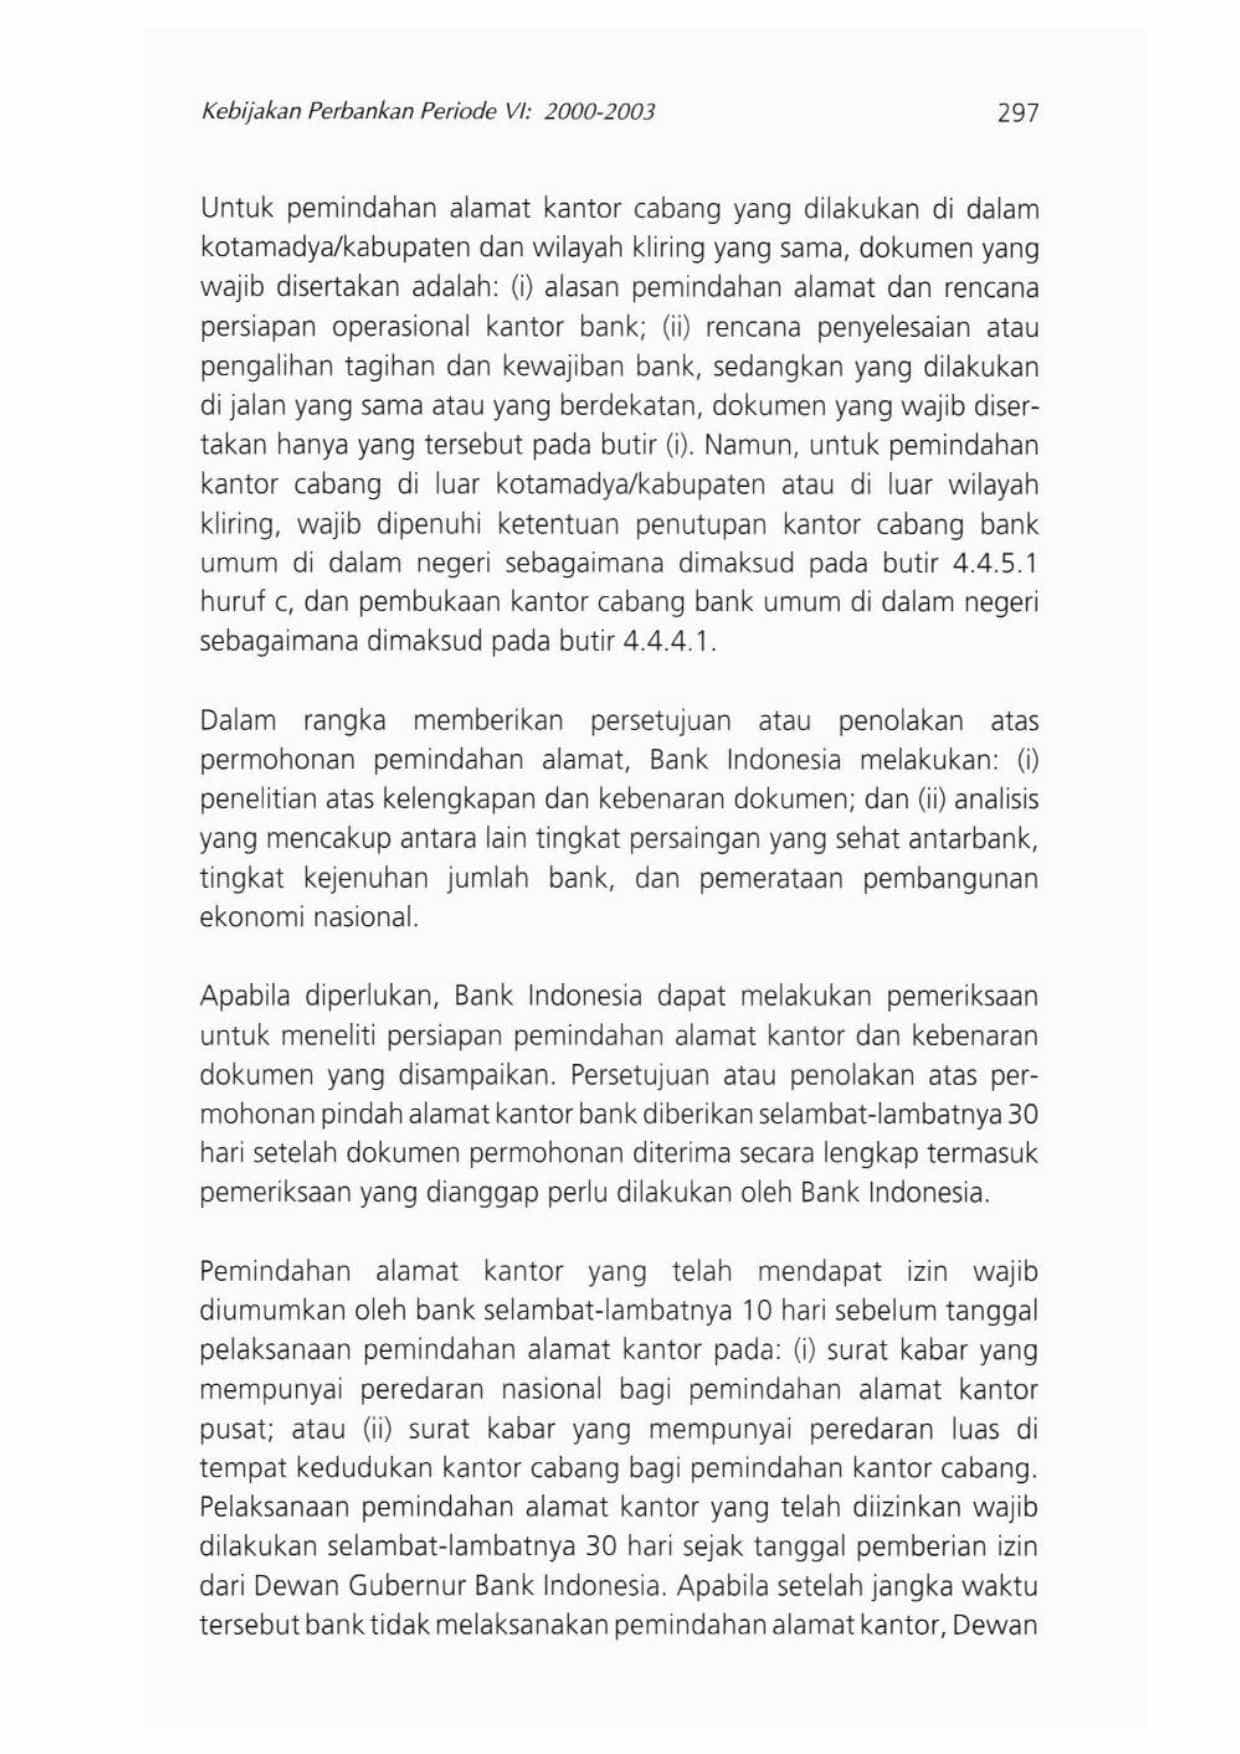 Kebijakan Perbankan Periode VI: 2000-2003 297
Untuk pemindahan alamat kantor cabang yang dilakukan di dalam
kotamadya/kabupaten dan wilayah kliring yang sama, dokumen yang
wajib disertakan adalah: (i) alasan pemindahan alamat dan rencana
persiapan operasional kantor bank; (ii) rencana penyelesaian atau
pengalihan tagihan dan kewajiban bank, sedangkan yang dilakukan
di jalan yang sama atau yang berdekatan, dokumen yang wajib diser-
takan hanya yang tersebut pada butir (i). Namun, untuk pemindahan
kantor cabang di luar kotamadya/kabupaten atau di luar wilayah
kliring, wajib dipenuhi ketentuan penutupan kantor cabang bank
umum di dalam negeri sebagaimana dimaksud pada butir 4.4.5.1
huruf c, dan pembukaan kantor cabang bank umum di dalam negeri
sebagaimana dimaksud pada butir 4.4.4.1.
Dalam rangka memberikan persetujuan atau penolakan atas
permohonan pemindahan alamat, Bank Indonesia melakukan: (i)
penelitian atas kelengkapan dan kebenaran dokumen; dan (ii) analisis
yang mencakup antara lain tingkat persaingan yang sehat antarbank,
tingkat kejenuhan jumlah bank, dan pemerataan pembangunan
ekonomi nasional.
Apabila diperlukan, Bank Indonesia dapat melakukan pemeriksaan
untuk meneliti persiapan pemindahan alamat kantor dan kebenaran
dokumen yang disampaikan. Persetujuan atau penolakan atas per-
mohonan pindah alamat kantor bank diberikan selambat-lambatnya 30
hari setelah dokumen permohonan diterima secara lengkap termasuk
pemeriksaan yang dianggap perlu dilakukan oleh Bank Indonesia.
Pemindahan alamat kantor yang telah mendapat izin wajib
diumumkan oleh bank selambat-lambatnya 10 hari sebelum tanggal
pelaksanaan pemindahan alamat kantor pada: (i) surat kabar yang
mempunyai peredaran nasional bagi pemindahan alamat kantor
pusat; atau (ii) surat kabar yang mempunyai peredaran luas di
tempat kedudukan kantor cabang bagi pemindahan kantor cabang.
Pelaksanaan pemindahan alamat kantor yang telah diizinkan wajib
dilakukan selambat-lambatnya 30 hari sejak tanggal pemberian izin
dari Dewan Gubernur Bank Indonesia. Apabila setelah jangka waktu
tersebut bank tidak melaksanakan pemindahan alamat kantor, Dewan